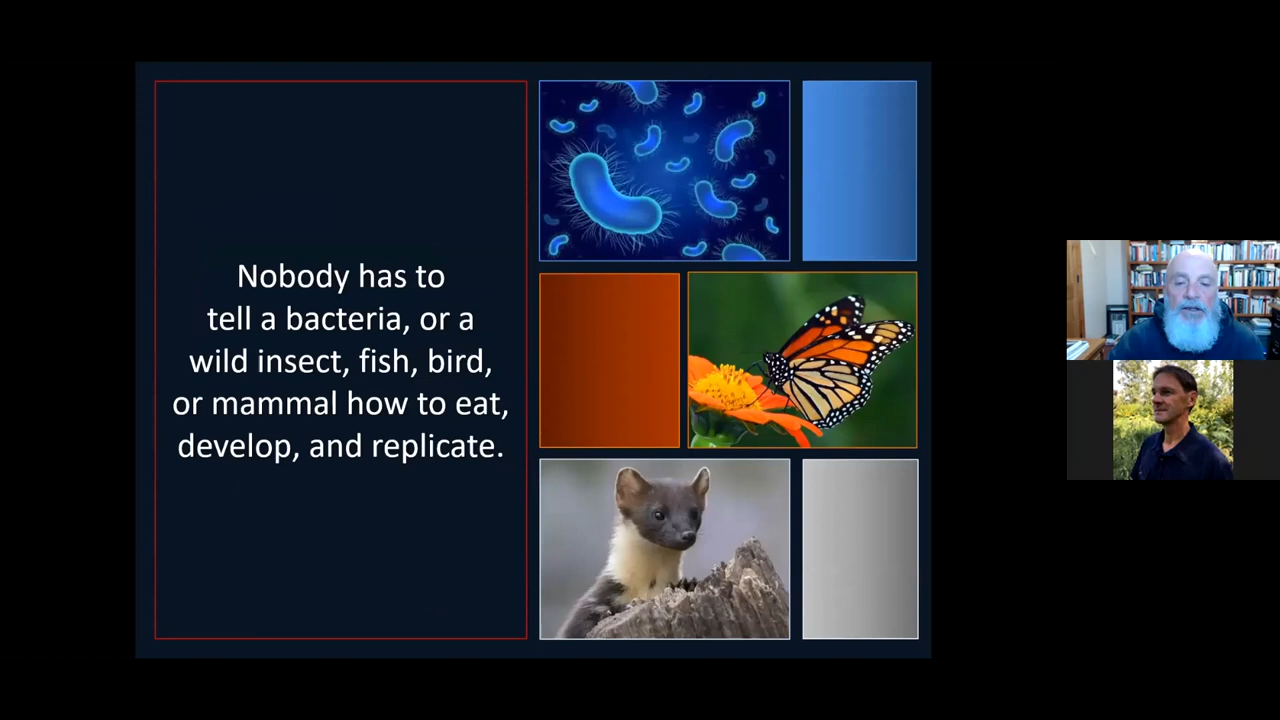 Nobody has to
tell a bacteria, or a
wild insect, fish, bird,
or mammal how to eat,
develop, and replicate.